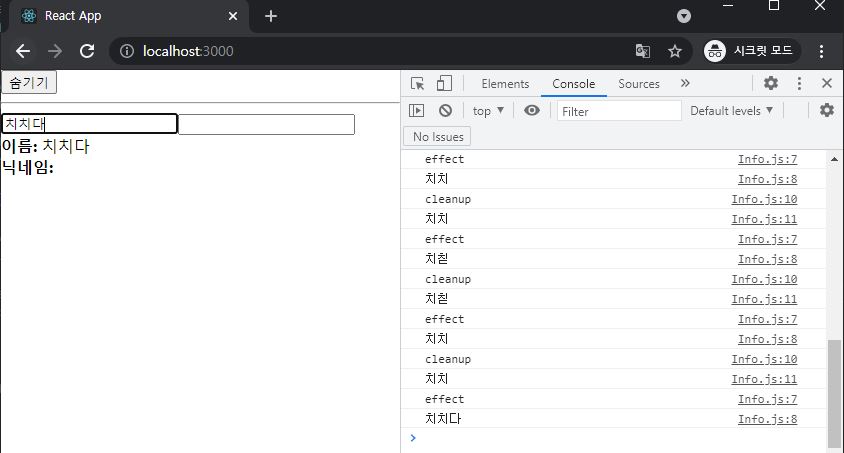 React App
localhost:3000
시크릿 모드
숨기기
치치다
이름: 치치다
닉네임:
Elements Console Sources »
top Filter Default levels
No Issues
effect Info.js:7
치치 Info.js:8
cleanup Info.js:10
치치 Info.js:11
effect Info.js:7
치칟 Info.js:8
cleanup Info.js:10
치칟 Info.js:11
effect Info.js:7
치치 Info.js:8
cleanup Info.js:10
치치 Info.js:11
effect Info.js:7
치치다 Info.js:8